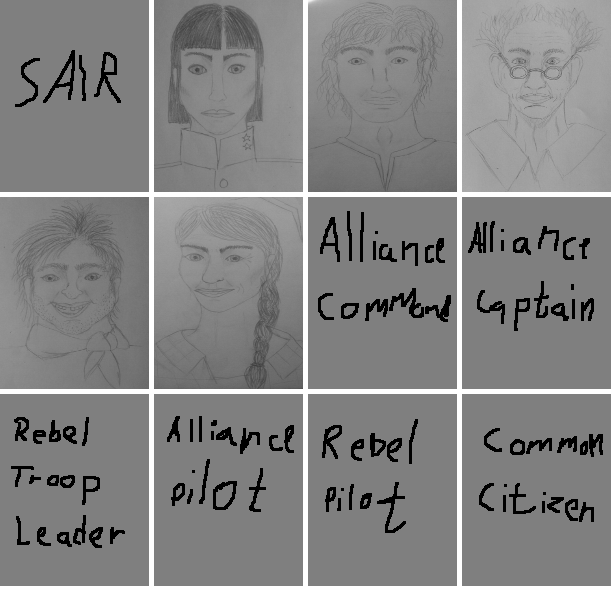 SAIR
Alliance
Command
Alliance
Captain
Rebel
Troop
Leader
Alliance
pilot
Rebel
pilot
Common
Citizen